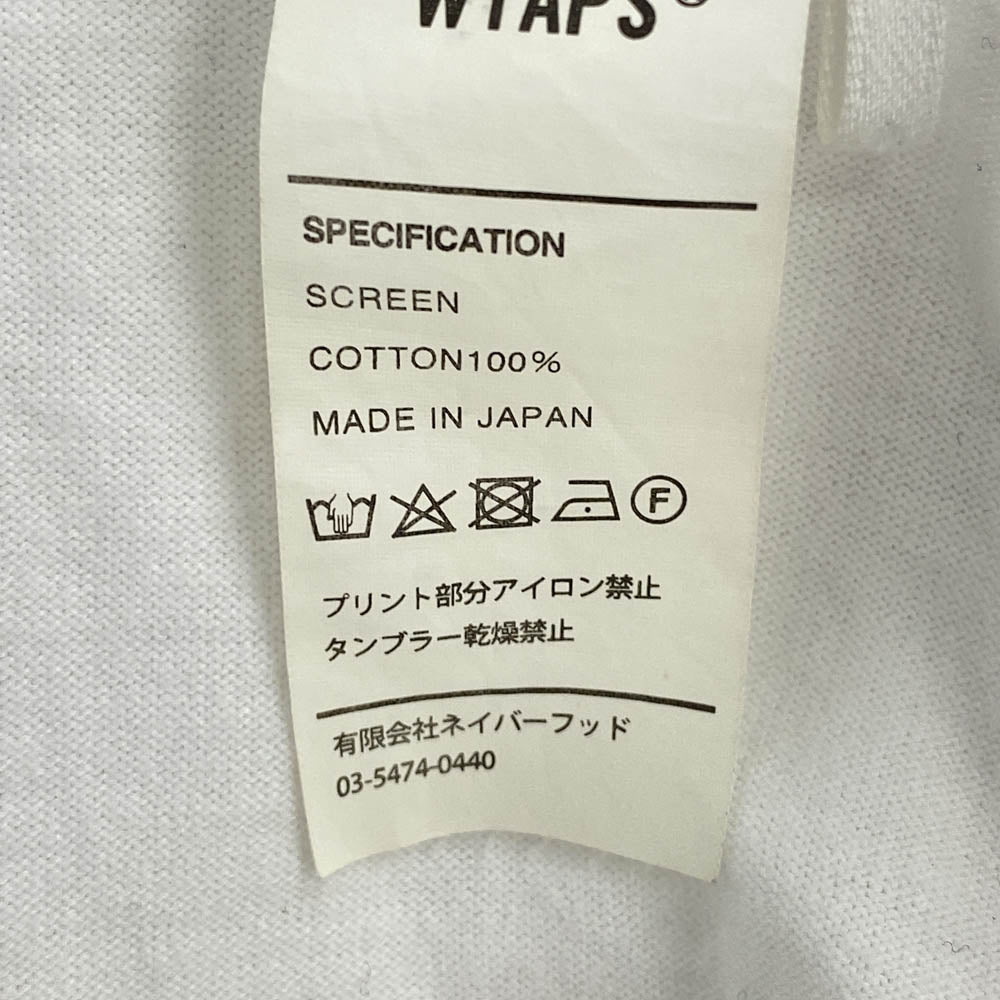 WTAPS®
SPECIFICATION
SCREEN
COTTON100%
MADE IN JAPAN
F
プリント部分アイロン禁止
タンブラー乾燥禁止
有限会社ネイバーフッド
03-5474-0440